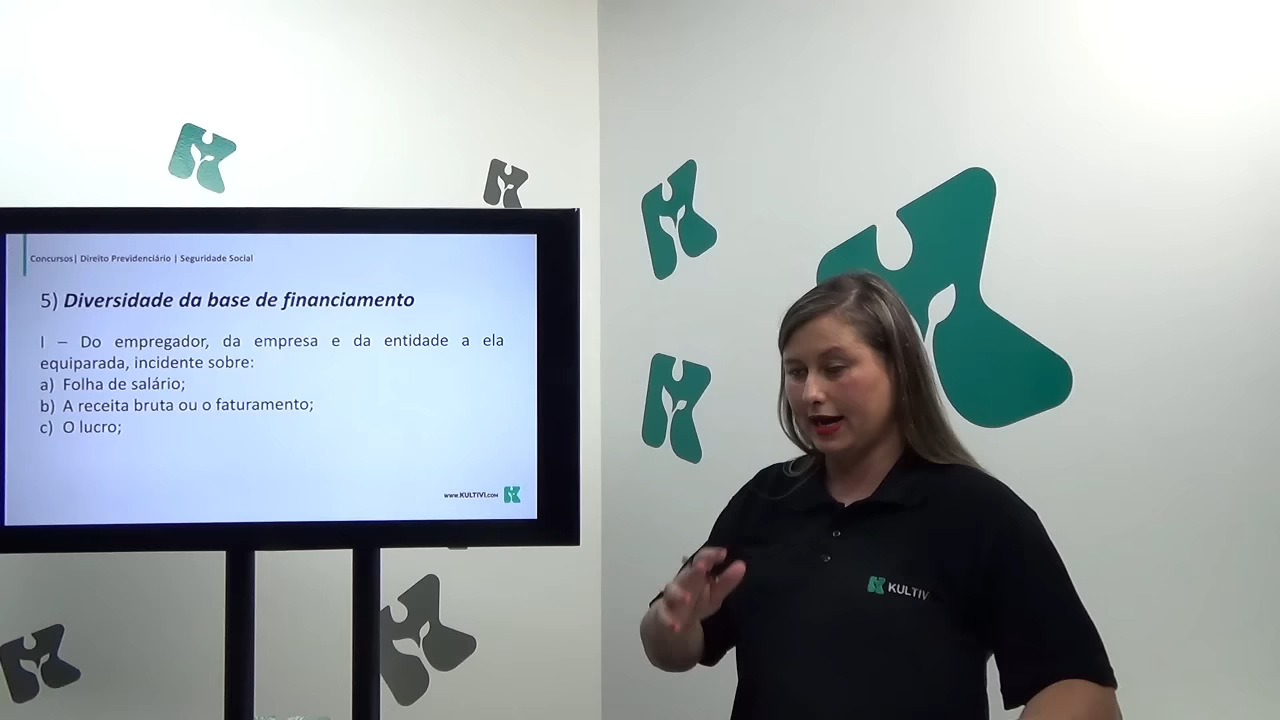 Concursos| Direito Previdenciário | Seguridade Social
5) Diversidade da base de financiamento
I – Do empregador, da empresa e da entidade a ela
equiparada, incidente sobre:
a) Folha de salário;
b) A receita bruta ou o faturamento;
c) O lucro;
www.KULTIVI.COM
KULTIV